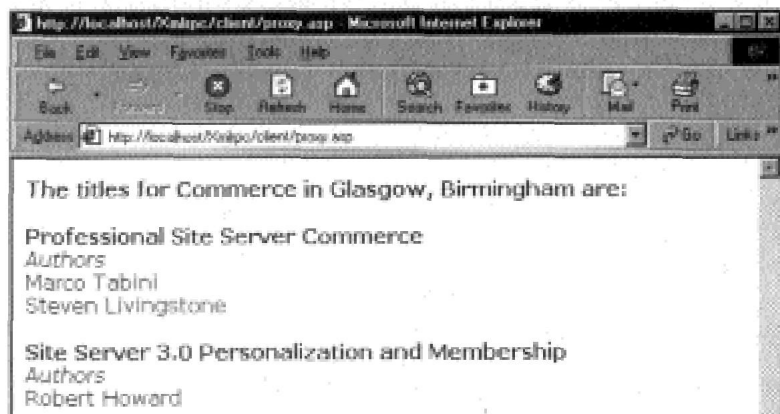 http://localhost/Xmlrpc/client/proxy.asp - Microsoft Internet Explorer
File Edit View Favorites Tools Help
Back Forward Stop Refresh Home Search Favorites History Mail Print
Address http://localhost/Xmlrpc/client/proxy.asp Go Links »
The titles for Commerce in Glasgow, Birmingham are:
Professional Site Server Commerce
Authors
Marco Tabini
Steven Livingstone
Site Server 3.0 Personalization and Membership
Authors
Robert Howard